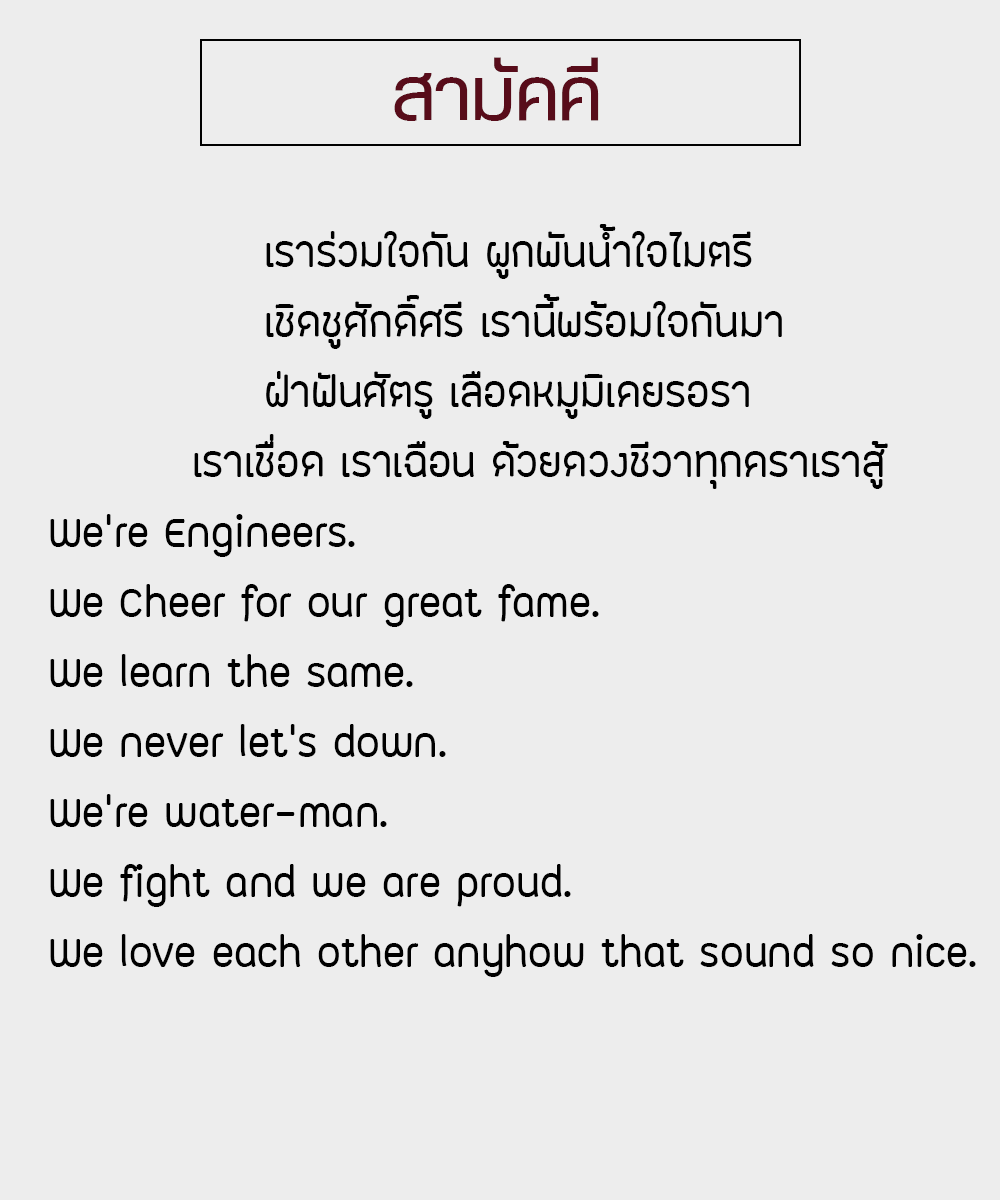 สามัคคี
เราร่วมใจกัน ผูกพันน้ำใจไมตรี
เชิดชูศักดิ์ศรี เรานี้พร้อมใจกันมา
ฝ่าฟันศัตรู เลือดหมูมิเคยรอรา
เราเชื่อด เราเฉือน ด้วยดวงชีวาทุกคราเราสู้
We're Engineers.
We Cheer for our great fame.
We learn the same.
We never let's down.
We're water-man.
We fight and we are proud.
We love each other anyhow that sound so nice.